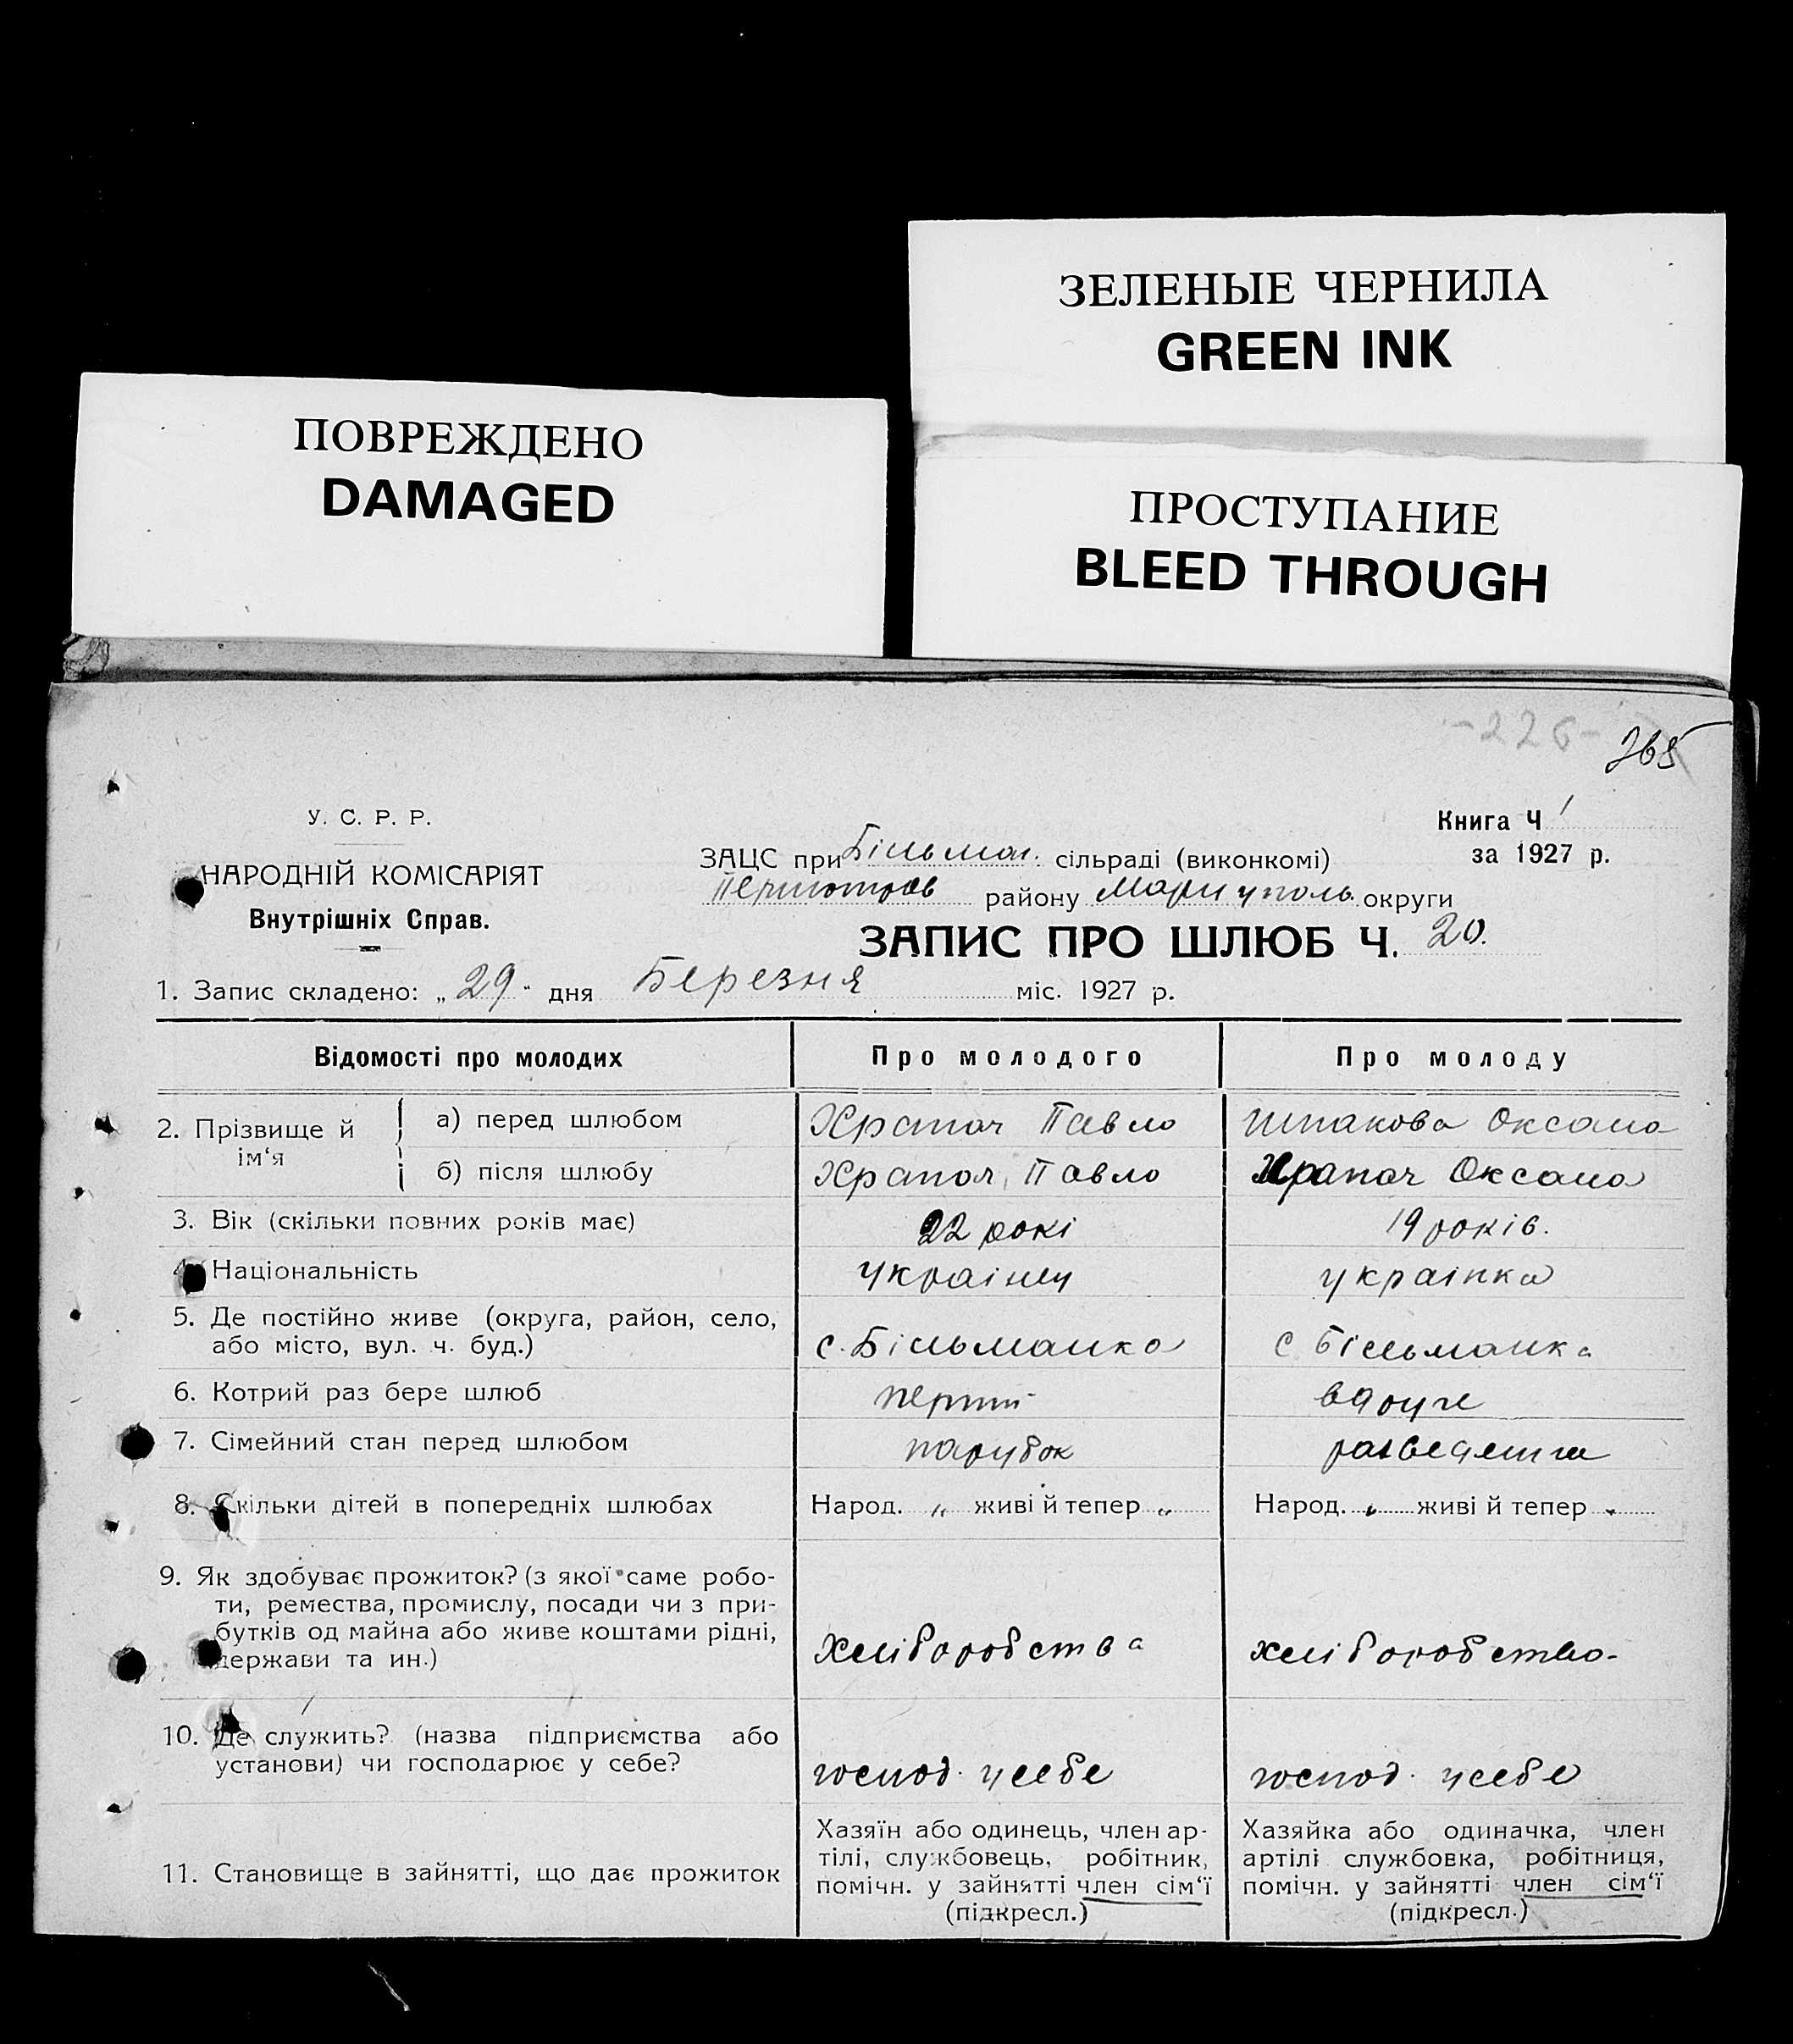 ЗЕЛЕНЫЕ ЧЕРНИЛА
GREEN INK
ПОВРЕЖДЕНО
DAMAGED
ПРОСТУПАНИЕ
BLEED THROUGH
-226-
365
У. С. Р. Р.
НАРОДНІЙ КОМІСАРІЯТ
Внутрішніх Справ.
Книга Ч 1
за 1927 р.
ЗАЦС при Більмач. сільраді (виконкомі)
району Маріуполь. округи
ЗАПИС ПРО ШЛЮБ Ч. 20.
1. Запис складено: „ 29 " дня Березня міс. 1927 р.
Відомості про молодих Про молодого Про молоду
2. Прізвище й ім‘я а) перед шлюбом Храпач Павло Шпакова Оксана
б) після шлюбу Храпач Павло Храпач Оксана
3. Вік (скільки повних років має) 22 рокі 19 років.
4. Національність українец українка
5. Де постійно живе (округа, район, село,
або місто, вул. ч. буд.) с. Більманка с Більманка
6. Котрий раз бере шлюб перший вдруге
7. Сімейний стан перед шлюбом парубок
8. Скільки дітей в попередніх шлюбах Народ. „ живі й тепер „ Народ. „ живі й тепер „
9. Як здобуває прожиток? (з якої саме робо-
ти, ремества, промислу, посади чи з при-
бутків од майна або живе коштами рідні,
держави та ин.) хліборобства хліборобство-
10. Де служить? (назва підприємства або
установи) чи господарює у себе? господ. у себе господ. у себе
11. Становище в зайнятті, що дає прожиток
Хазяїн або одинець, член ар-
тілі, службовець, робітник,
помічн. у зайнятті член сім‘ї
(підкресл.)
Хазяйка або одиначка, член
артілі службовка, робітниця,
помічн. у зайнятті член сім‘ї
(підкресл.)